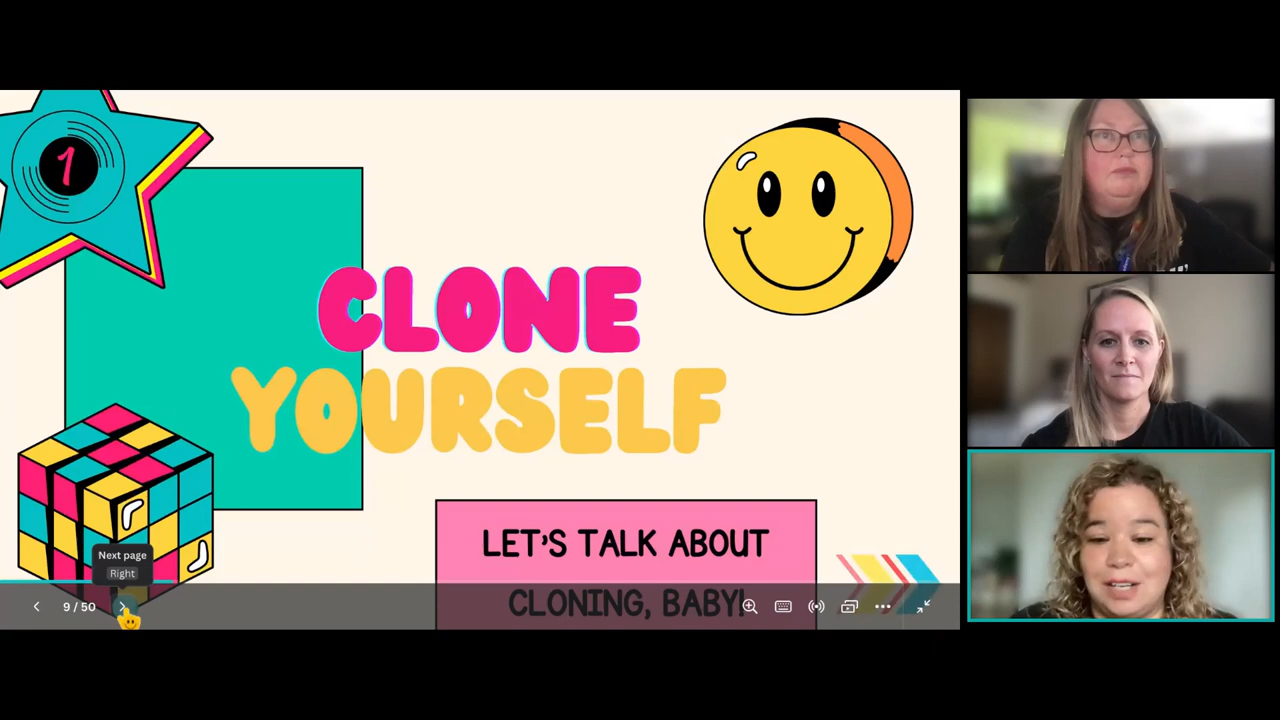 1
CLONE
YOURSELF
LET'S TALK ABOUT
CLONING, BABY!
Next page
Right
9 / 50